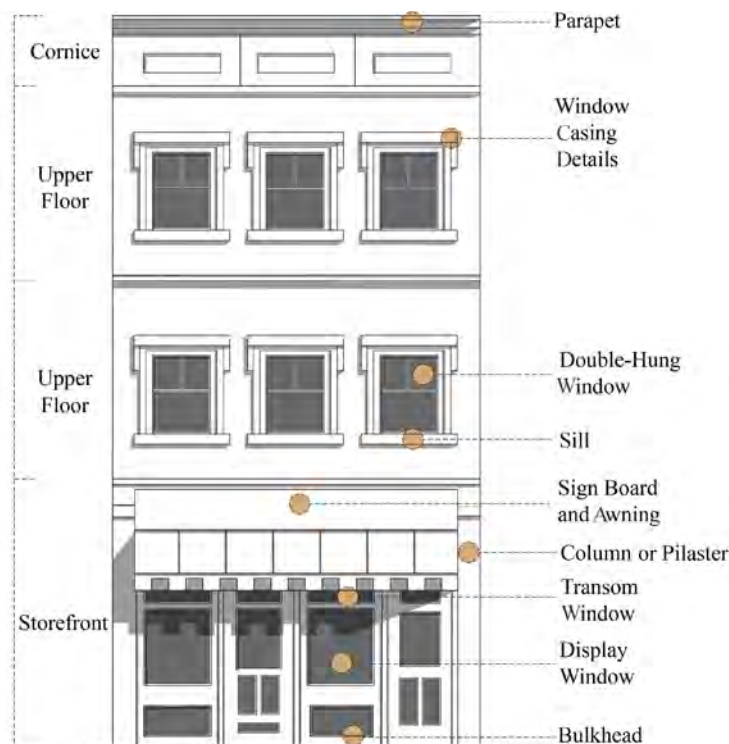 Parapet
Cornice
Window
Casing
Details
Upper
Floor
Double-Hung
Window
Upper
Floor
Sill
Sign Board
and Awning
Column or Pilaster
Transom
Window
Storefront
Display
Window
Bulkhead